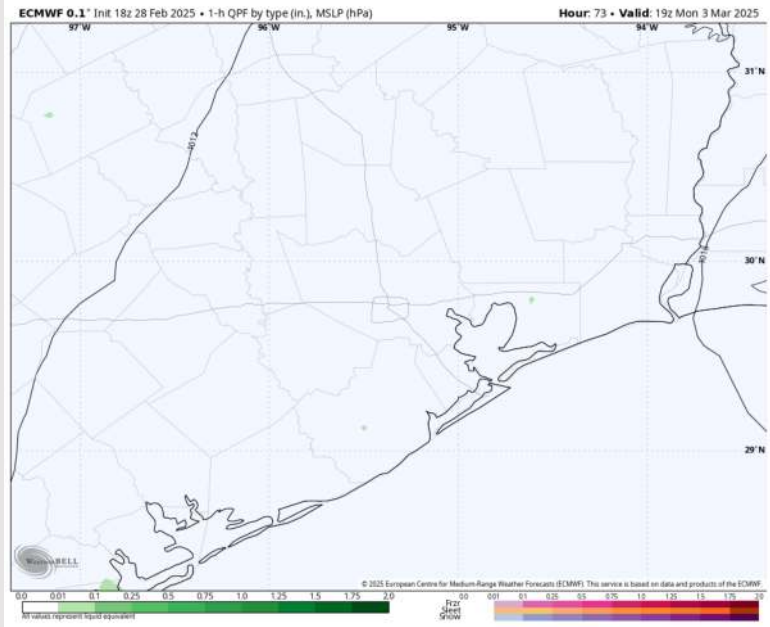 ECMWF 0.1° Init 18z 28 Feb 2025 • 1-h QPF by type (in.), MSLP (hPa)
Hour: 73 • Valid: 19z Mon 3 Mar 2025
97°W 96°W 95°W 94°W
31°N
1012
30°N
29°N
WeatherBELL
© 2025 European Centre for Medium-Range Weather Forecasts (ECMWF). This service is based on data and products of the ECMWF.
0.0 0.01 0.1 0.25 0.5 0.75 1.0 1.25 1.5 1.75 2.0
All values represent liquid equivalent
0.0 0.01 0.1 0.25 0.5 0.75 1.0 1.25 1.5 1.75 2.0
Frzr
Sleet
Snow